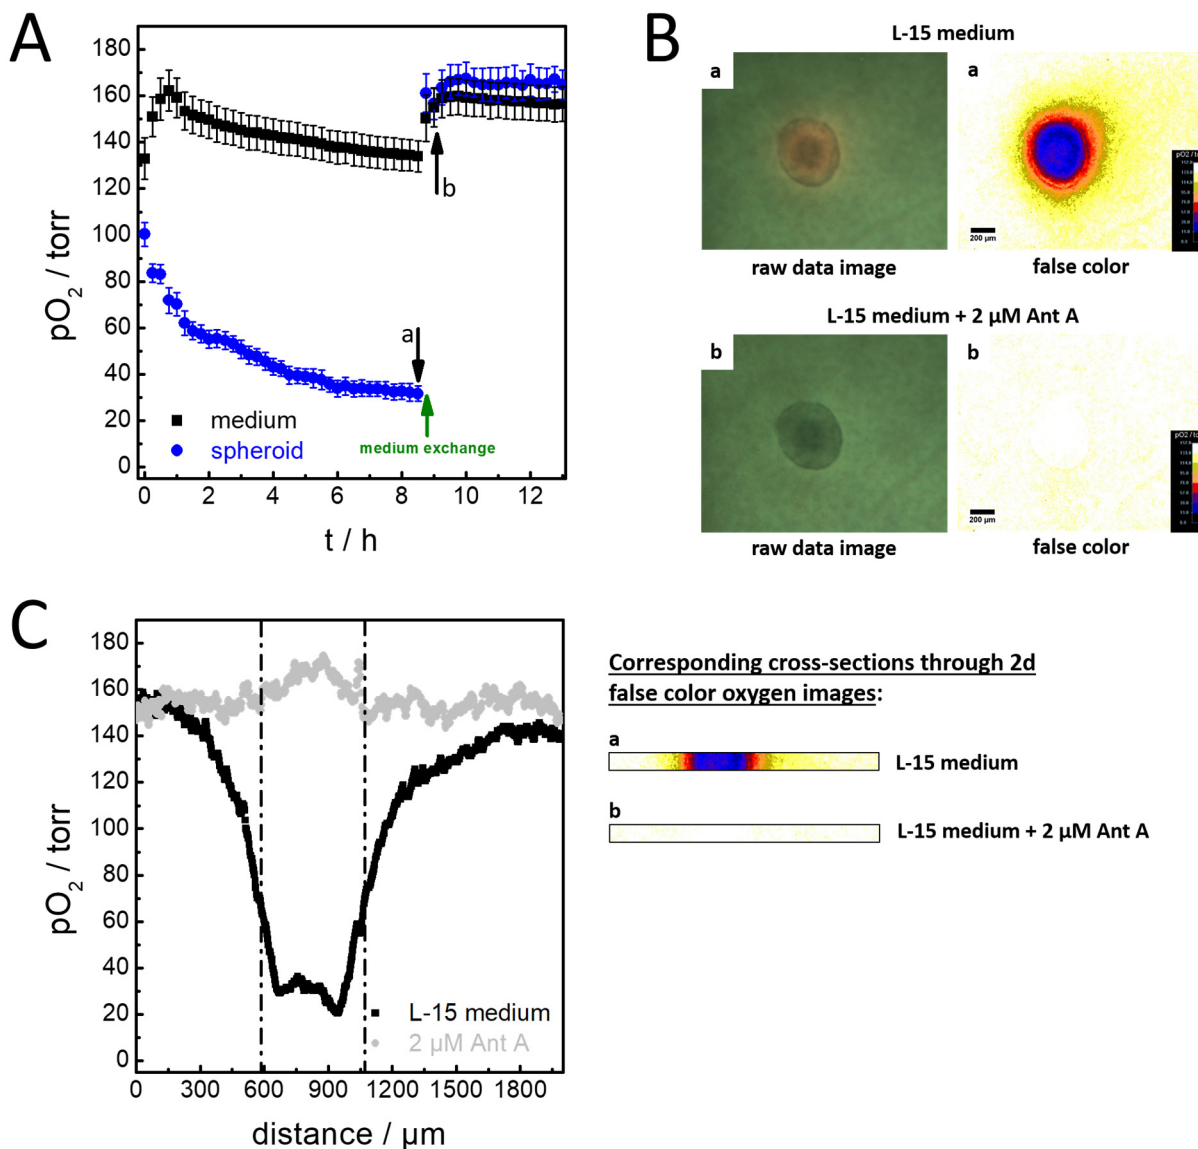 A
180
160
140
120
100
80
60
40
20
0
pO2 / torr
0 2 4 6 8 10 12
t / h
medium
spheroid
a
b
medium exchange
B
L-15 medium
a
a
200 µm
raw data image
false color
L-15 medium + 2 µM Ant A
b
b
200 µm
raw data image
false color
C
180
160
140
120
100
80
60
40
20
0
pO2 / torr
0 300 600 900 1200 1500 1800
distance / µm
L-15 medium
2 µM Ant A
Corresponding cross-sections through 2d
false color oxygen images:
a
L-15 medium
b
L-15 medium + 2 µM Ant A